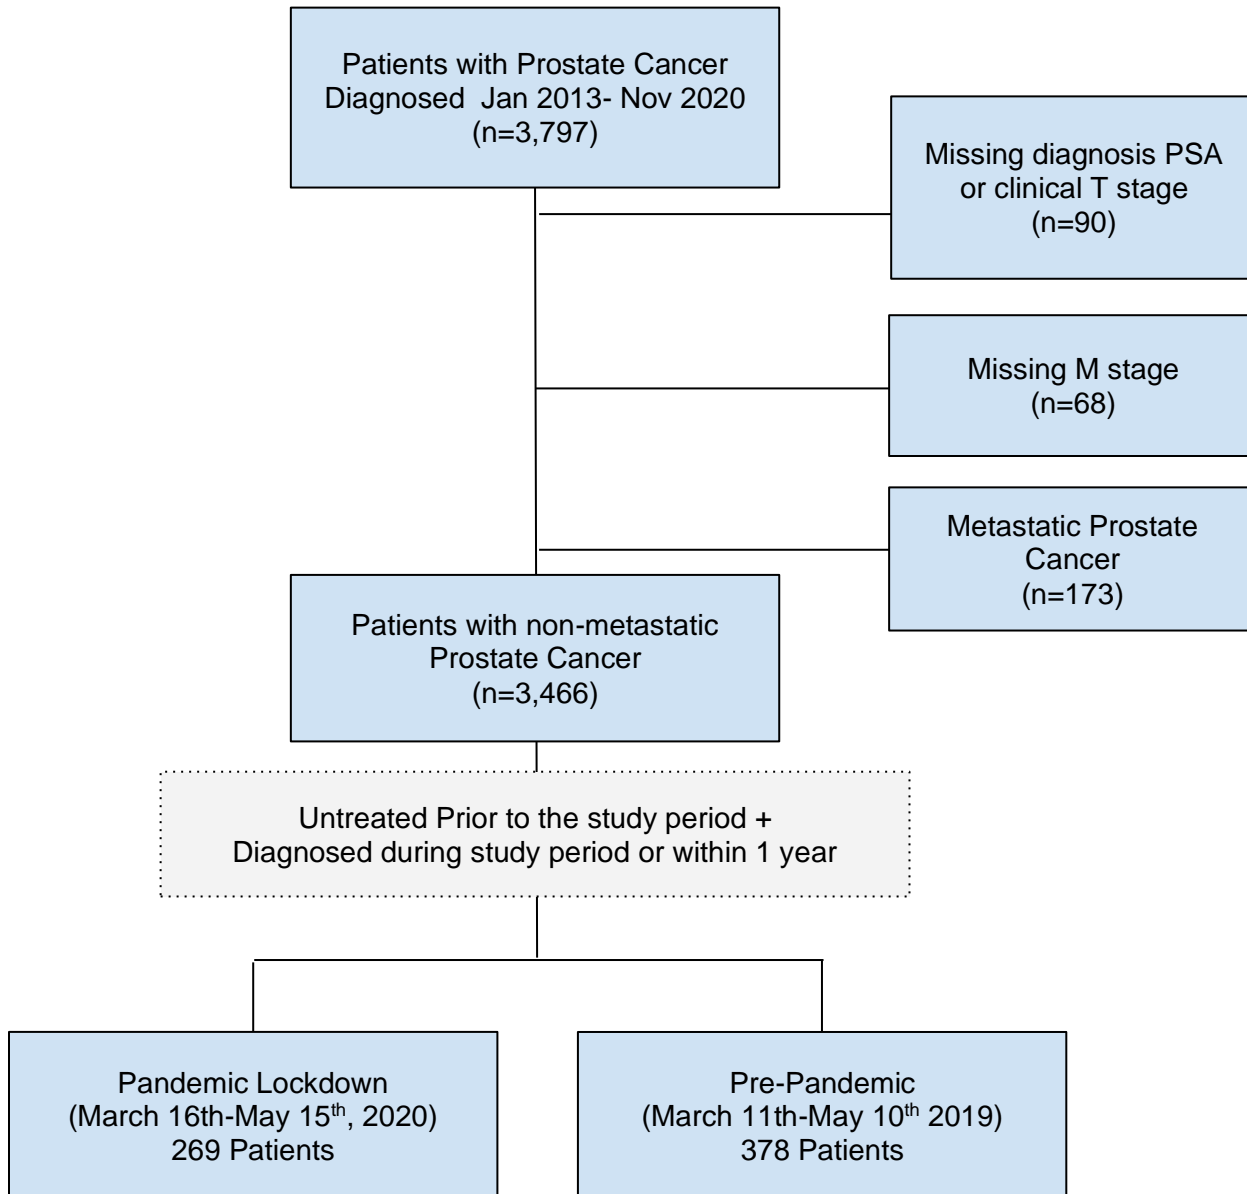 Patients with Prostate Cancer
Diagnosed  Jan 2013- Nov 2020
(n=3,797)
Missing diagnosis PSA
or clinical T stage
(n=90)
Missing M stage
(n=68)
Metastatic Prostate
Cancer
(n=173)
Patients with non-metastatic
Prostate Cancer
(n=3,466)
Untreated Prior to the study period +
Diagnosed during study period or within 1 year
Pandemic Lockdown
(March 16th-May 15th, 2020)
269 Patients
Pre-Pandemic
(March 11th-May 10th 2019)
378 Patients